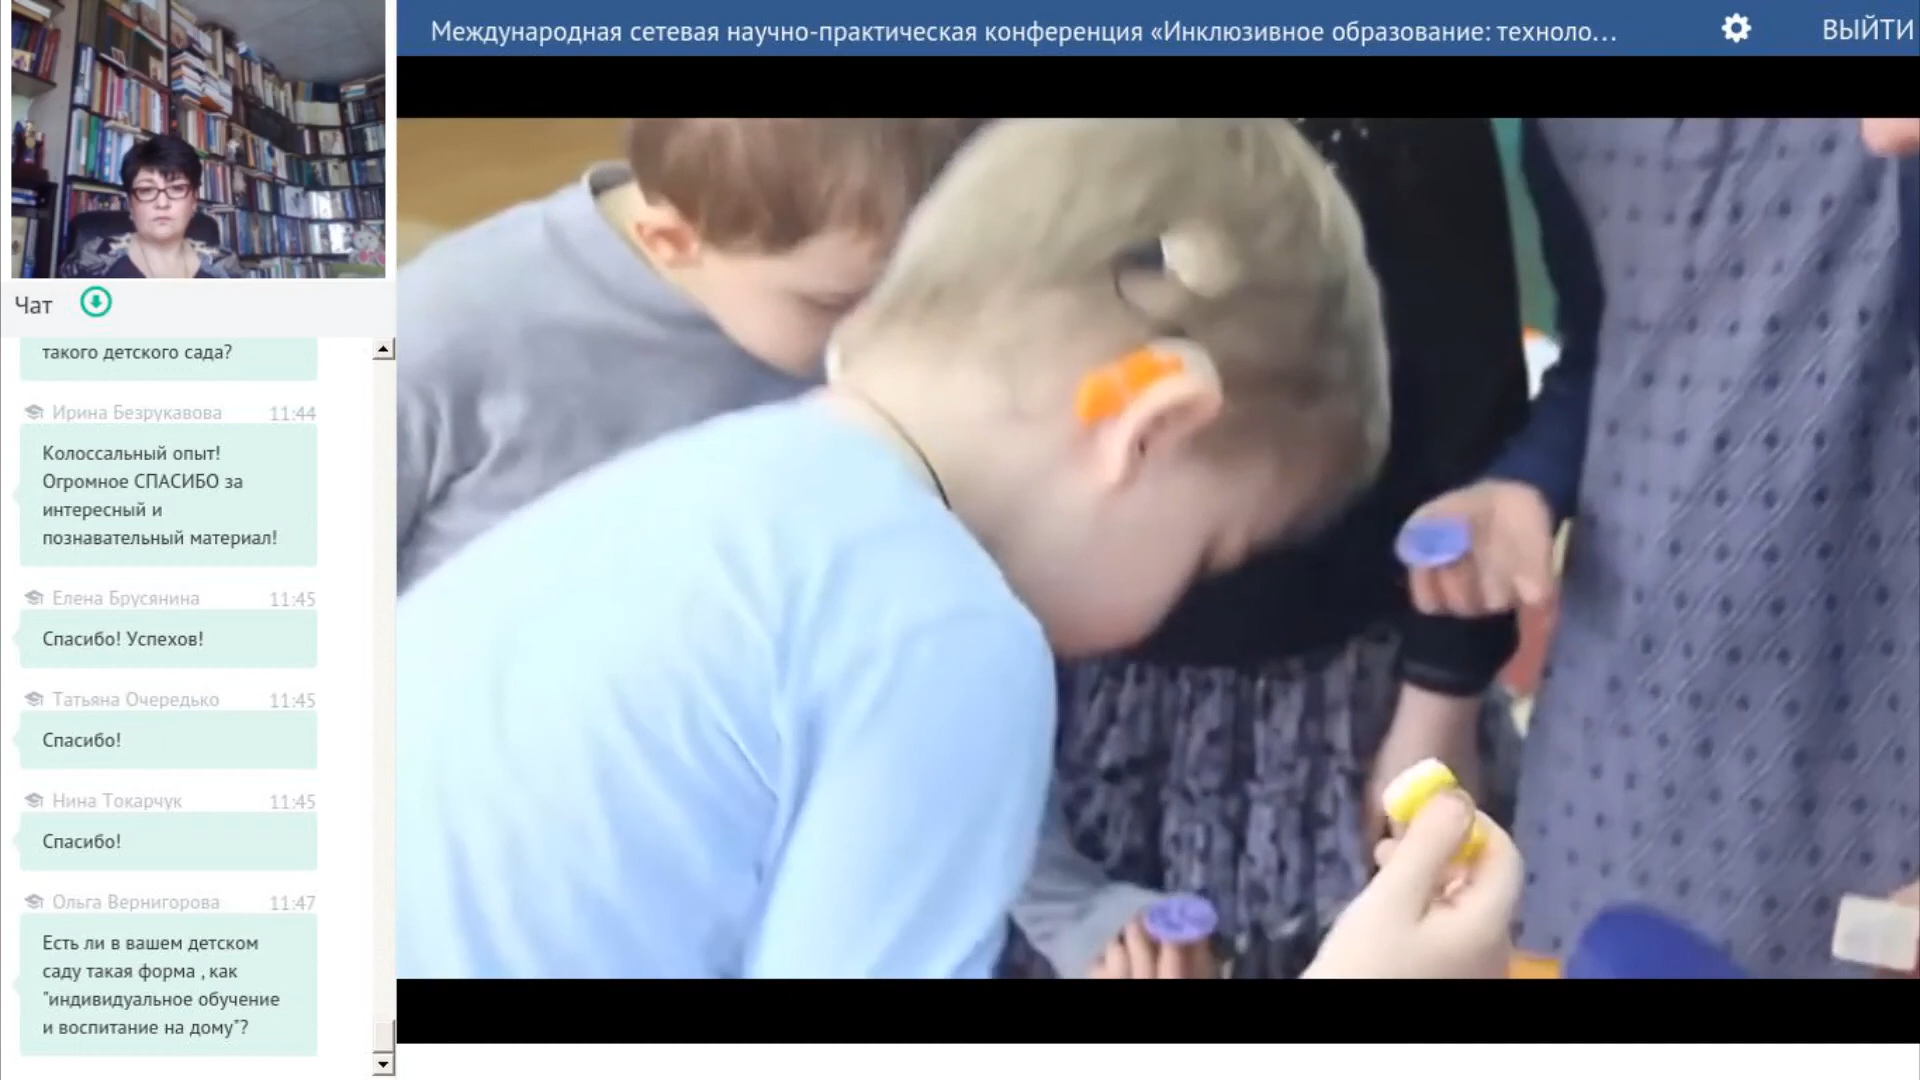 Международная сетевая научно-практическая конференция «Инклюзивное образование: техноло...
ВЫЙТИ
Чат
такого детского сада?
Ирина Безрукавова 11:44
Колоссальный опыт!
Огромное СПАСИБО за
интересный и
познавательный материал!
Елена Брусянина 11:45
Спасибо! Успехов!
Татьяна Очередько 11:45
Спасибо!
Нина Токарчук 11:45
Спасибо!
Ольга Вернигорова 11:47
Есть ли в вашем детском
саду такая форма , как
"индивидуальное обучение
и воспитание на дому"?